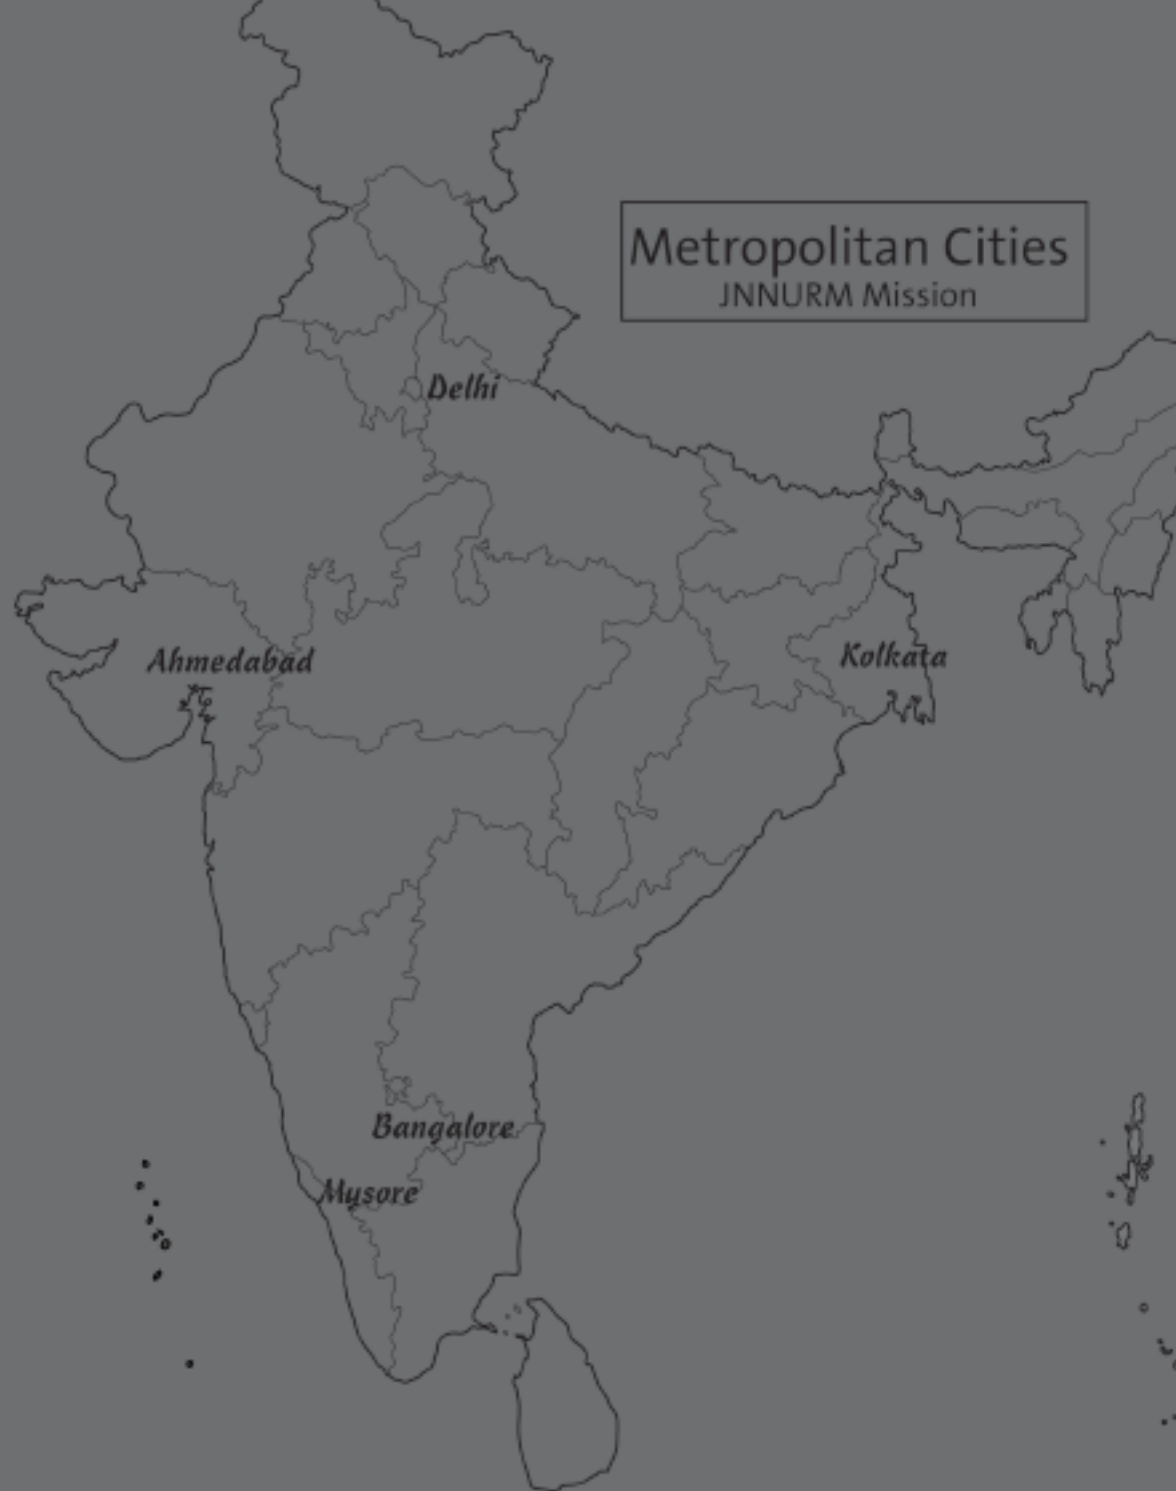 Metropolitan Cities
JNNURM Mission
Delhi
Ahmedabad
Kolkata
Bangalore
Mysore